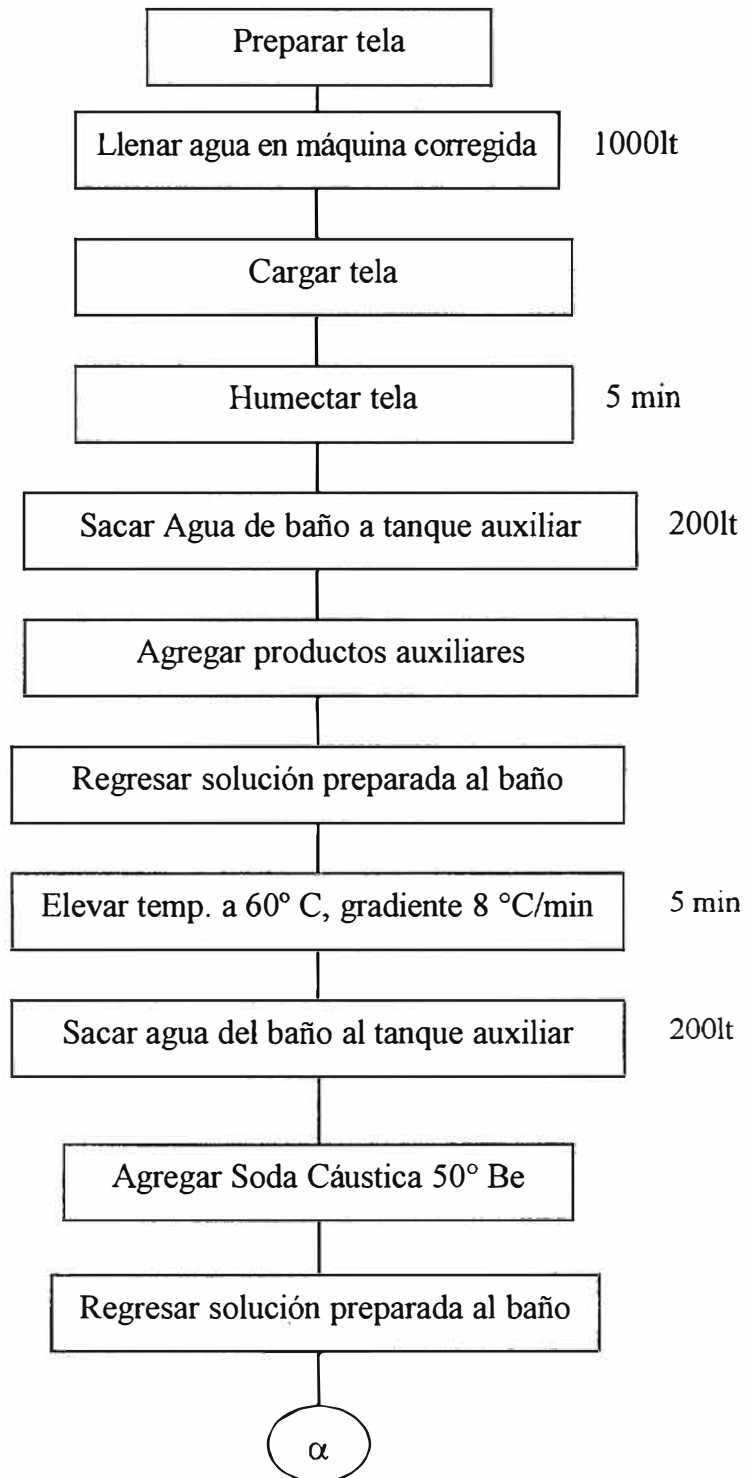 Preparar tela
Llenar agua en máquina corregida 1000lt
Cargar tela
Humectar tela 5 min
Sacar Agua de baño a tanque auxiliar 200lt
Agregar productos auxiliares
Regresar solución preparada al baño
Elevar temp. a 60º C, gradiente 8 °C/min 5 min
Sacar agua del baño al tanque auxiliar 200lt
Agregar Soda Cáustica 50° Be
Regresar solución preparada al baño
α